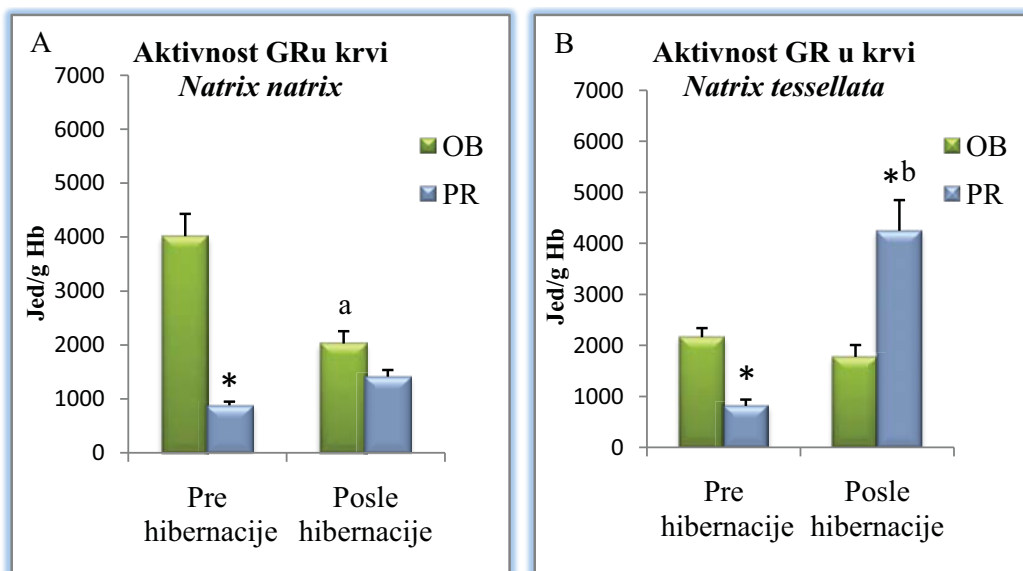 A
Aktivnost GRu krvi
Natrix natrix
7000
6000
5000
4000
3000
2000
1000
0
Jed/g Hb
OB
PR
*
a
Pre
hibernacije
Posle
hibernacije
B
Aktivnost GR u krvi
Natrix tessellata
7000
6000
5000
4000
3000
2000
1000
0
Jed/g Hb
OB
PR
*
*b
Pre
hibernacije
Posle
hibernacije